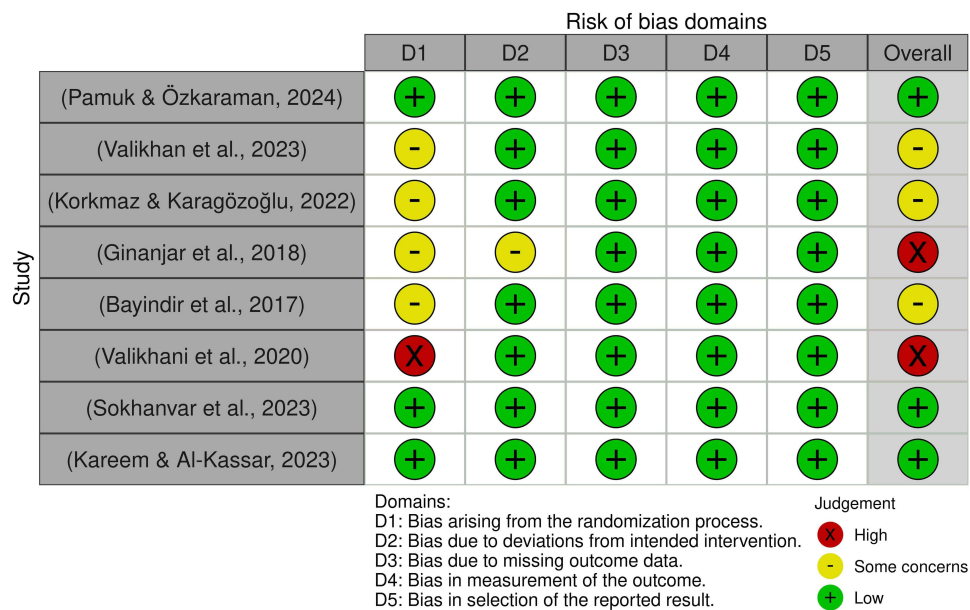 Risk of bias domains
D1 D2 D3 D4 D5 Overall
Study
(Pamuk & Özkaraman, 2024) + + + + + +
(Valikhan et al., 2023) - + + + + -
(Korkmaz & Karagözoğlu, 2022) - + + + + -
(Ginanjar et al., 2018) - - + + + X
(Bayindir et al., 2017) - + + + + -
(Valikhani et al., 2020) X + + + + X
(Sokhanvar et al., 2023) + + + + + +
(Kareem & Al-Kassar, 2023) + + + + + +
Domains:
D1: Bias arising from the randomization process.
D2: Bias due to deviations from intended intervention.
D3: Bias due to missing outcome data.
D4: Bias in measurement of the outcome.
D5: Bias in selection of the reported result.
Judgement
X High
- Some concerns
+ Low